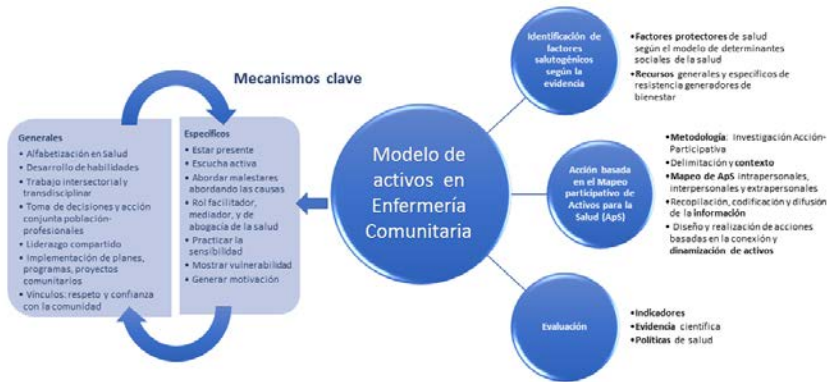 Mecanismos clave
Generales
• Alfabetización en Salud
• Desarrollo de habilidades
• Trabajo intersectorial y
transdisciplinar
• Toma de decisiones y acción
conjunta población-
profesionales
• Liderazgo compartido
• Implementación de planes,
programas, proyectos
comunitarios
• Vínculos: respeto y confianza
con la comunidad
Específicos
• Estar presente
• Escucha activa
• Abordar malestares
abordando las causas
• Rol facilitador,
mediador, y de
abogacía de la salud
• Practicar la
sensibilidad
• Mostrar vulnerabilidad
• Generar motivación
Modelo de
activos en
Enfermería
Comunitaria
Identificación de
factores
salutogénicos
según la
evidencia
•Factores protectores de salud
según el modelo de determinantes
sociales de la salud
•Recursos generales y específicos de
resistencia generadores de
bienestar
Acción basada
en el Mapeo
participativo de
Activos para la
Salud (ApS)
•Metodología: Investigación Acción-
Participativa
•Delimitación y contexto
•Mapeo de ApS intrapersonales,
interpersonales y extrapersonales
•Recopilación, codificación y difusión
de la información
• Diseño y realización de acciones
basadas en la conexión y
dinamización de activos
Evaluación
•Indicadores
•Evidencia científica
•Políticas de salud